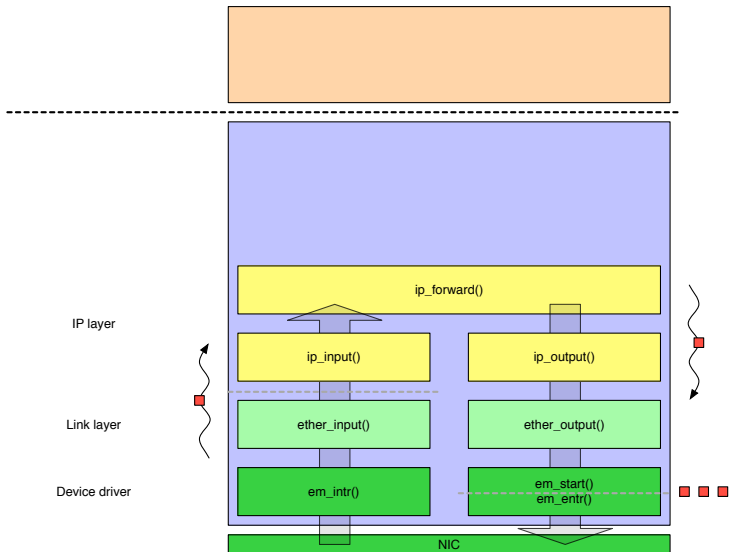 ip_forward()
IP layer
ip_input()
ip_output()
Link layer
ether_input()
ether_output()
Device driver
em_intr()
em_start()
em_entr()
NIC